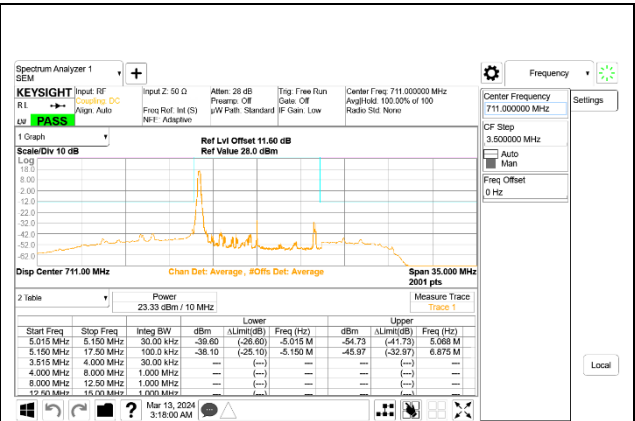 Spectrum Analyzer 1
SEM
Frequency
KEYSIGHT
RL
PASS
Input: RF
Coupling: DC
Align: Auto
Input Z: 50 Ω
Freq Ref: Int (S)
NFE: Adaptive
Atten: 28 dB
Preamp: Off
µW Path: Standard
Trig: Free Run
Gate: Off
IF Gain: Low
Center Freq: 711.000000 MHz
Avg|Hold: 100.00% of 100
Radio Std: None
Center Frequency
711.000000 MHz
Settings
CF Step
3.500000 MHz
Auto
Man
Freq Offset
0 Hz
1 Graph
Scale/Div 10 dB
Ref Lvl Offset 11.60 dB
Ref Value 28.0 dBm
Log
18.0
8.00
2.00
-12.0
-22.0
-32.0
-42.0
-52.0
-62.0
Disp Center 711.00 MHz
Chan Det: Average, #Offs Det: Average
Span 35.000 MHz
2001 pts
2 Table
Power
23.33 dBm / 10 MHz
Measure Trace
Trace 1
Lower Upper
Start Freq Stop Freq Integ BW dBm ΔLimit(dB) Freq (Hz) dBm ΔLimit(dB) Freq (Hz)
5.015 MHz 5.150 MHz 30.00 kHz -39.60 (-26.60) -5.015 M -54.73 (-41.73) 5.068 M
5.150 MHz 17.50 MHz 100.0 kHz -38.10 (-25.10) -5.150 M -45.97 (-32.97) 6.875 M
3.515 MHz 4.000 MHz 30.00 kHz --- (---) --- --- (---) ---
4.000 MHz 8.000 MHz 1.000 MHz --- (---) --- --- (---) ---
8.000 MHz 12.50 MHz 1.000 MHz --- (---) --- --- (---) ---
12.50 MHz 15.00 MHz 1.000 MHz --- (---) --- --- (---) ---
Local
?
Mar 13, 2024
3:18:00 AM